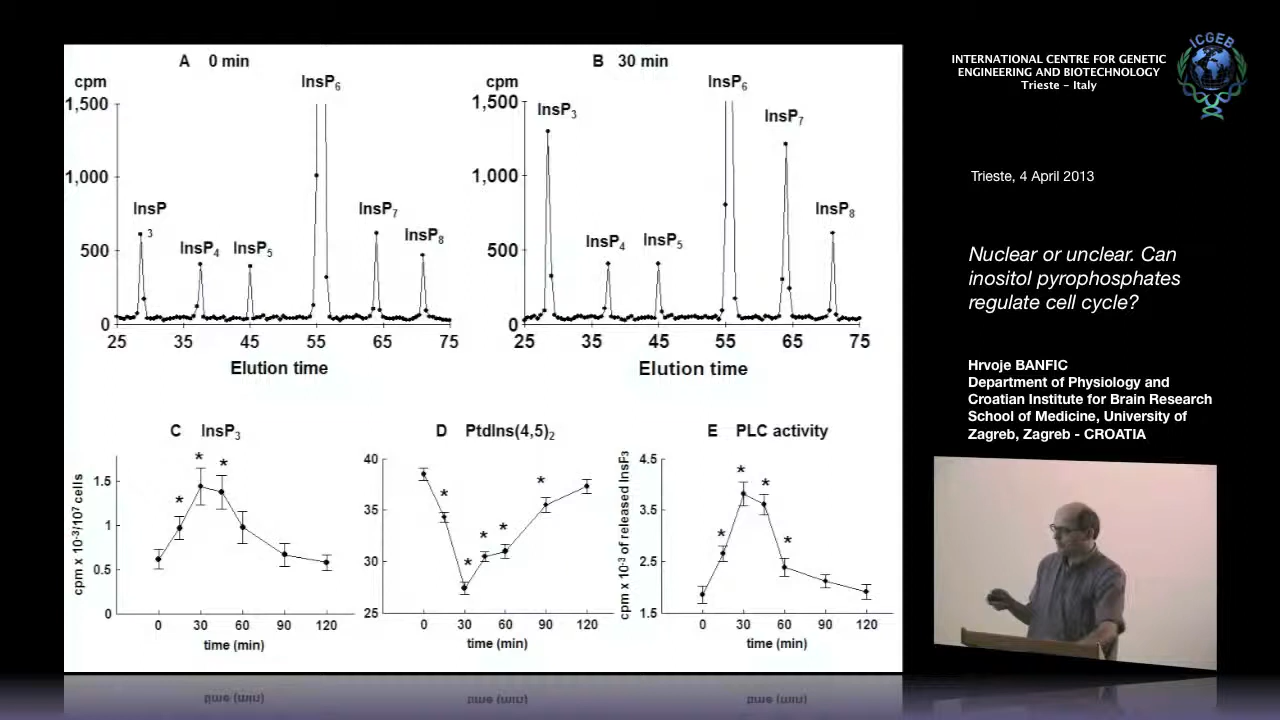 A 0 min
cpm
1,500
1,000
500
0
InsP3
InsP4
InsP5
InsP6
InsP7
InsP8
25 35 45 55 65 75
Elution time
B 30 min
cpm
1,500
1,000
500
0
InsP3
InsP4
InsP5
InsP6
InsP7
InsP8
25 35 45 55 65 75
Elution time
C InsP3
cpm x 10-3/107 cells
1.5
1
0.5
0
* * *
0 30 60 90 120
time (min)
D PtdIns(4,5)2
40
35
30
25
* * * * *
0 30 60 90 120
time (min)
E PLC activity
cpm x 10-3 of released InsP3
4.5
3.5
2.5
1.5
* * * *
0 30 60 90 120
time (min)
ICGEB
INTERNATIONAL CENTRE FOR GENETIC
ENGINEERING AND BIOTECHNOLOGY
Trieste - Italy
Trieste, 4 April 2013
Nuclear or unclear. Can
inositol pyrophosphates
regulate cell cycle?
Hrvoje BANFIC
Department of Physiology and
Croatian Institute for Brain Research
School of Medicine, University of
Zagreb, Zagreb - CROATIA